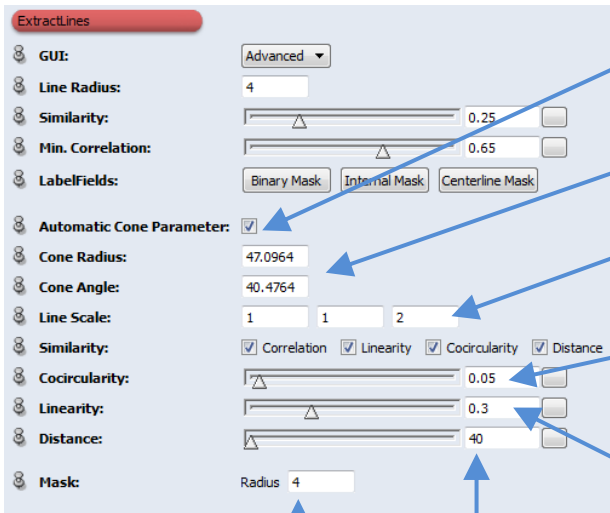 ExtractLines
GUI: Advanced
Line Radius: 4
Similarity: 0.25
Min. Correlation: 0.65
LabelFields: Binary Mask Internal Mask Centerline Mask
Automatic Cone Parameter:
Cone Radius: 47.0964
Cone Angle: 40.4764
Line Scale: 1 1 2
Similarity: Correlation Linearity Cocircularity Distance
Cocircularity: 0.05
Linearity: 0.3
Distance: 40
Mask: Radius 4